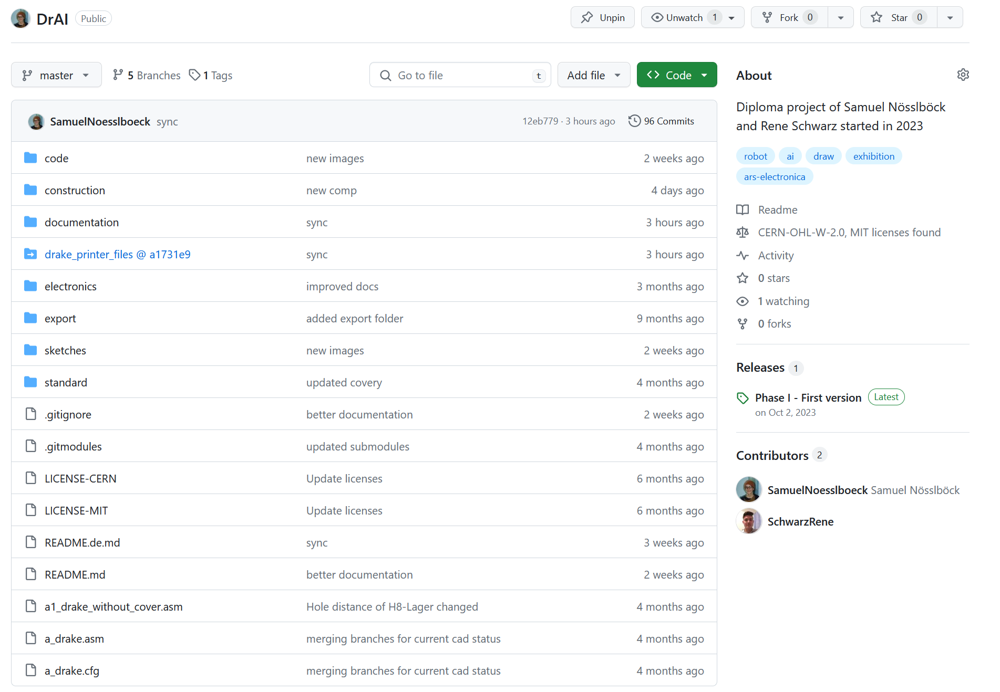 DrAI Public Unpin Unwatch 1 Fork 0 Star 0
master 5 Branches 1 Tags Go to file t Add file Code
SamuelNoesslboeck sync 12eb779 · 3 hours ago 96 Commits
code new images 2 weeks ago
construction new comp 4 days ago
documentation sync 3 hours ago
drake_printer_files @ a1731e9 sync 3 hours ago
electronics improved docs 3 months ago
export added export folder 9 months ago
sketches new images 2 weeks ago
standard updated covery 4 months ago
.gitignore better documentation 2 weeks ago
.gitmodules updated submodules 4 months ago
LICENSE-CERN Update licenses 6 months ago
LICENSE-MIT Update licenses 6 months ago
README.de.md sync 3 weeks ago
README.md better documentation 2 weeks ago
a1_drake_without_cover.asm Hole distance of H8-Lager changed 4 months ago
a_drake.asm merging branches for current cad status 4 months ago
a_drake.cfg merging branches for current cad status 4 months ago
About
Diploma project of Samuel Nösslböck
and Rene Schwarz started in 2023
robot ai draw exhibition
ars-electronica
Readme
CERN-OHL-W-2.0, MIT licenses found
Activity
0 stars
1 watching
0 forks
Releases 1
Phase I - First version Latest
on Oct 2, 2023
Contributors 2
SamuelNoesslboeck Samuel Nösslböck
SchwarzRene